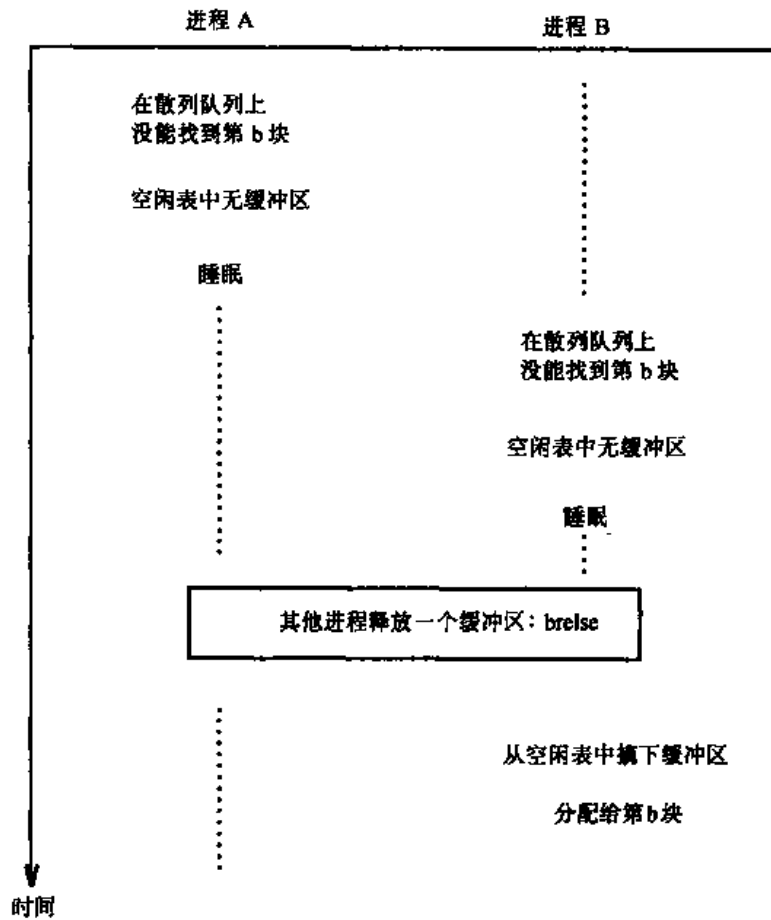 进程 A
进程 B
在散列队列上
没能找到第 b 块
空闲表中无缓冲区
睡眠
在散列队列上
没能找到第 b 块
空闲表中无缓冲区
睡眠
其他进程释放一个缓冲区：brelse
从空闲表中摘下缓冲区
分配给第b块
时间